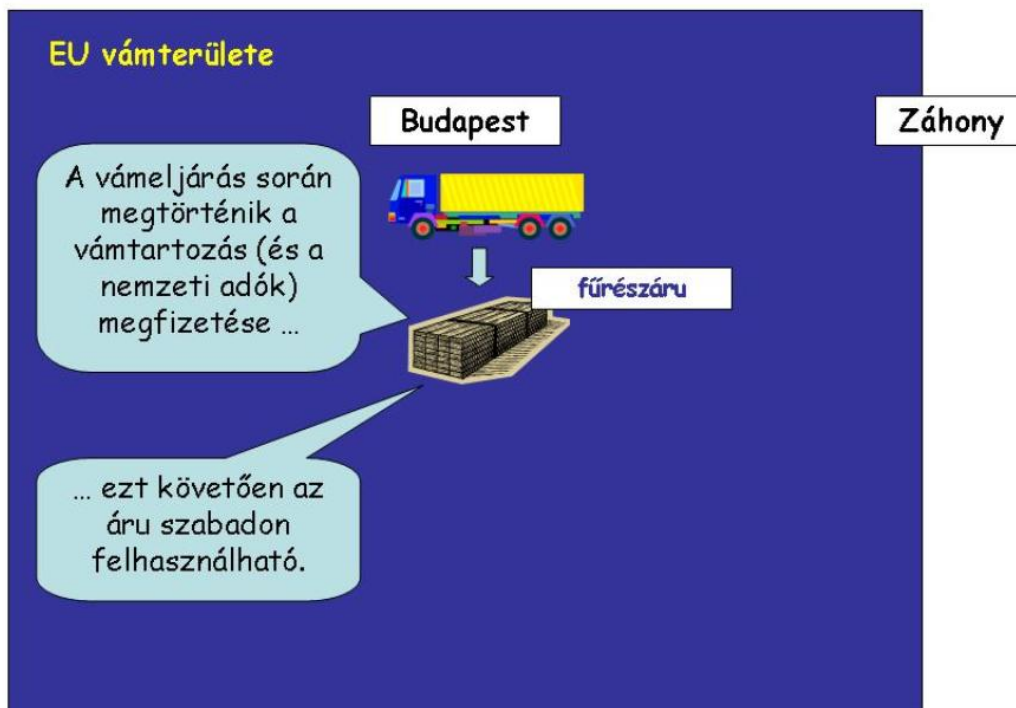 EU vámterülete
Budapest
Záhony
A vámeljárás során
megtörténik a
vámtartozás (és a
nemzeti adók)
megfizetése ...
fűrészáru
... ezt követően az
áru szabadon
felhasználható.